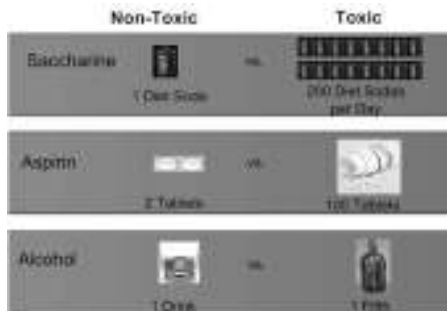 Non-Toxic Toxic
Saccharine vs.
1 Diet Soda 200 Diet Sodas
per Day
Aspirin vs.
2 Tablets 100 Tablets
Alcohol vs.
1 Drink 1 Fifth